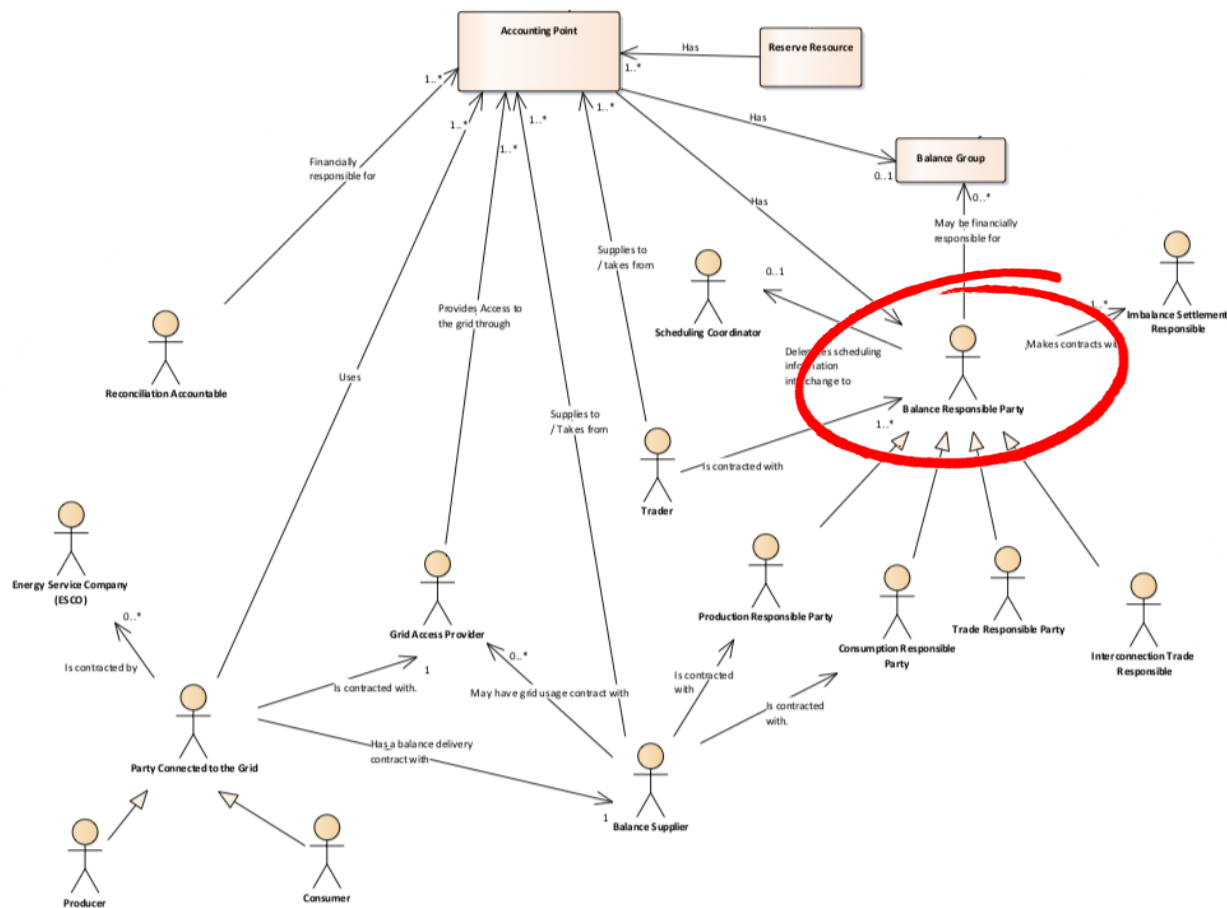 Accounting Point
Reserve Resource
Has
1..*
1..*
1..*
1..*
1..*
1..*
Has
Balance Group
0..1
0..*
Financially
responsible for
Has
May be financially
responsible for
Supplies to
/ takes from
0..1
Scheduling Coordinator
Provides Access to
the grid through
1..*
Imbalance Settlement
Responsible
Makes contracts wi
Delegates scheduling
information
interchange to
Reconciliation Accountable
Uses
Balance Responsible Party
Supplies to
/ Takes from
1..*
Is contracted with
Trader
Energy Service Company
(ESCO)
0..*
Production Responsible Party
Grid Access Provider
Trade Responsible Party
Consumption Responsible
Party
Interconnection Trade
Responsible
0..*
Is contracted by
1
Is contracted with.
May have grid usage contract with
Is contracted
with
Is contracted
with.
Has a balance delivery
contract with
Party Connected to the Grid
1
Balance Supplier
Producer
Consumer